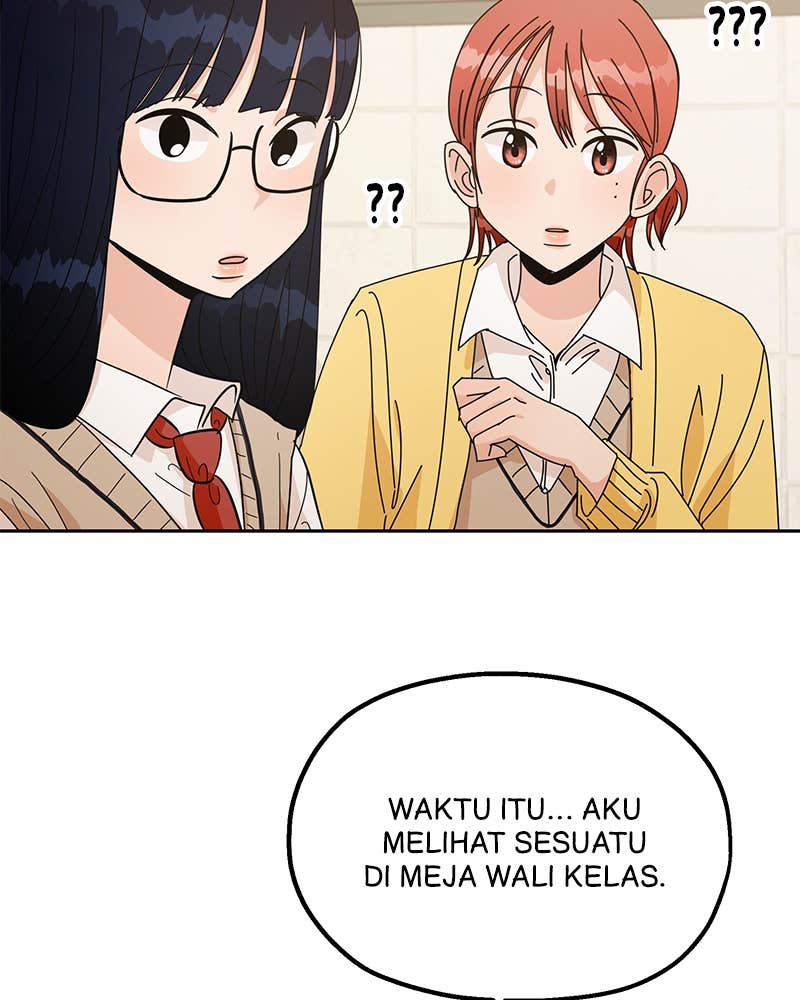 ???
??
WAKTU ITU... AKU
MELIHAT SESUATU
DI MEJA WALI KELAS.